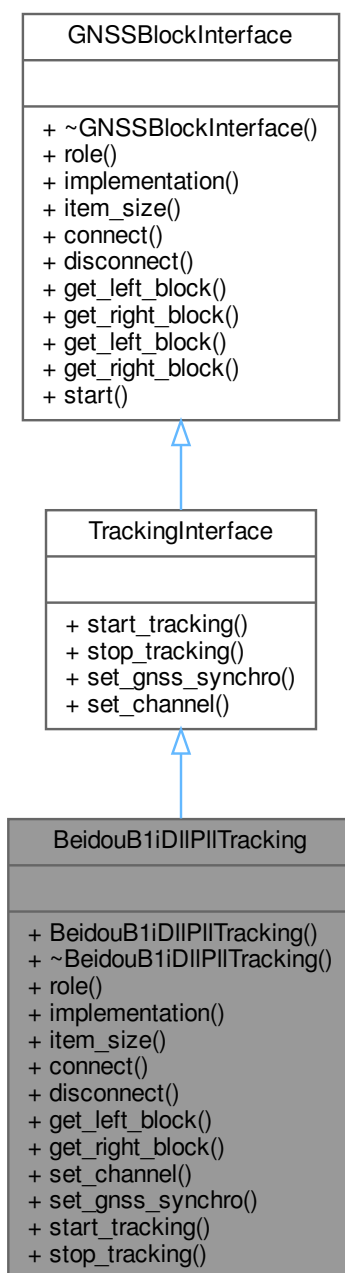 GNSSBlockInterface
+ ~GNSSBlockInterface()
+ role()
+ implementation()
+ item_size()
+ connect()
+ disconnect()
+ get_left_block()
+ get_right_block()
+ get_left_block()
+ get_right_block()
+ start()
TrackingInterface
+ start_tracking()
+ stop_tracking()
+ set_gnss_synchro()
+ set_channel()
BeidouB1iDllPllTracking
+ BeidouB1iDllPllTracking()
+ ~BeidouB1iDllPllTracking()
+ role()
+ implementation()
+ item_size()
+ connect()
+ disconnect()
+ get_left_block()
+ get_right_block()
+ set_channel()
+ set_gnss_synchro()
+ start_tracking()
+ stop_tracking()